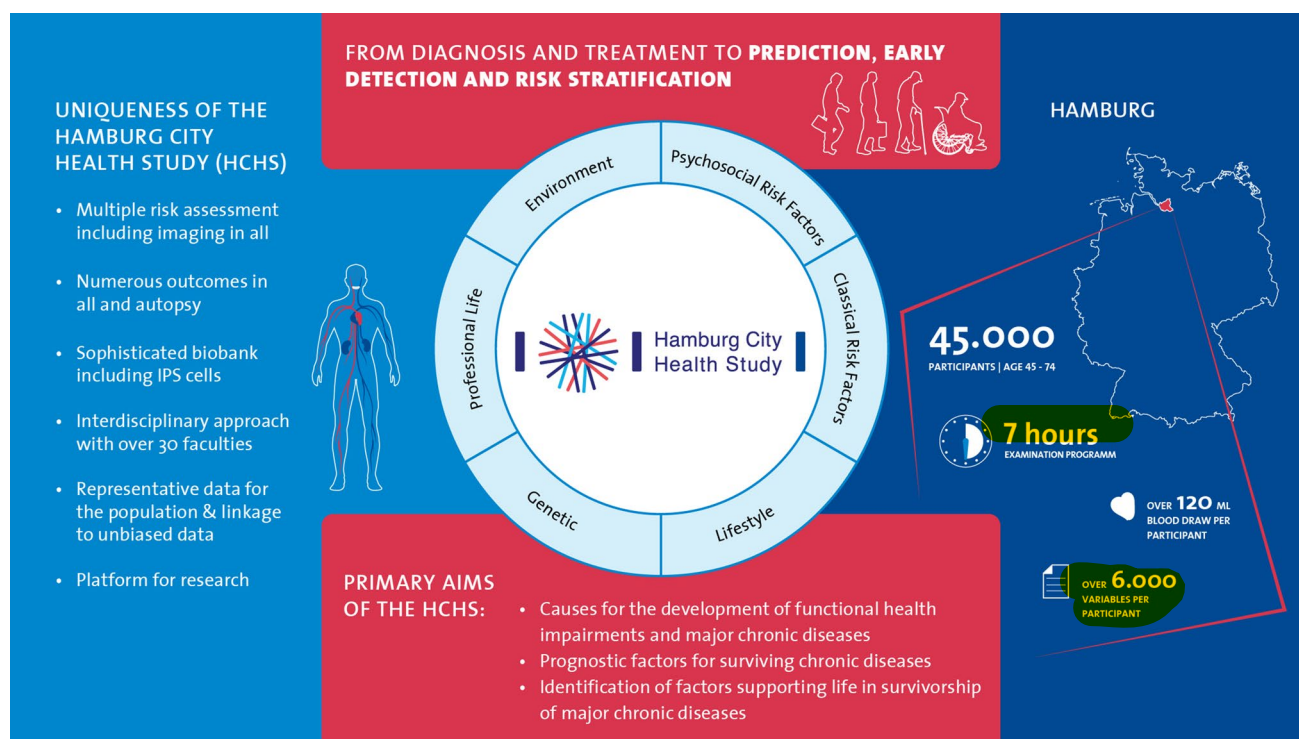 FROM DIAGNOSIS AND TREATMENT TO PREDICTION, EARLY
DETECTION AND RISK STRATIFICATION
UNIQUENESS OF THE
HAMBURG CITY
HEALTH STUDY (HCHS)
• Multiple risk assessment
including imaging in all
• Numerous outcomes in
all and autopsy
• Sophisticated biobank
including IPS cells
• Interdisciplinary approach
with over 30 faculties
• Representative data for
the population & linkage
to unbiased data
• Platform for research
Environment
Psychosocial Risk Factors
Classical Risk Factors
Lifestyle
Genetic
Professional Life
Hamburg City
Health Study
PRIMARY AIMS
OF THE HCHS:
• Causes for the development of functional health
impairments and major chronic diseases
• Prognostic factors for surviving chronic diseases
• Identification of factors supporting life in survivorship
of major chronic diseases
HAMBURG
45.000
PARTICIPANTS | AGE 45 - 74
7 hours
EXAMINATION PROGRAMM
OVER 120 ML
BLOOD DRAW PER
PARTICIPANT
OVER 6.000
VARIABLES PER
PARTICIPANT